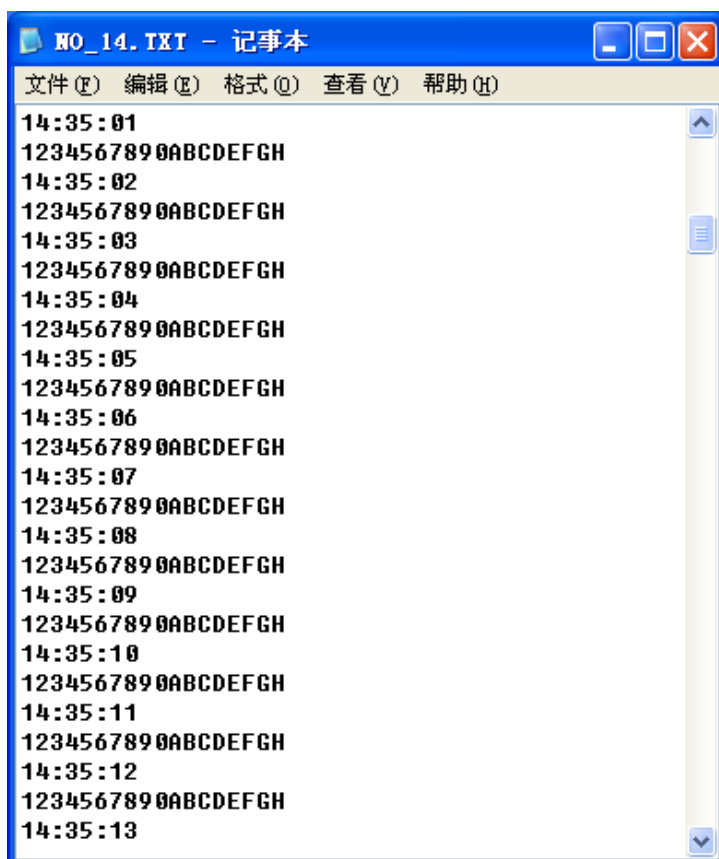 NO_14.TXT - 记事本
文件(F) 编辑(E) 格式(O) 查看(V) 帮助(H)
14:35:01
1234567890ABCDEFGH
14:35:02
1234567890ABCDEFGH
14:35:03
1234567890ABCDEFGH
14:35:04
1234567890ABCDEFGH
14:35:05
1234567890ABCDEFGH
14:35:06
1234567890ABCDEFGH
14:35:07
1234567890ABCDEFGH
14:35:08
1234567890ABCDEFGH
14:35:09
1234567890ABCDEFGH
14:35:10
1234567890ABCDEFGH
14:35:11
1234567890ABCDEFGH
14:35:12
1234567890ABCDEFGH
14:35:13